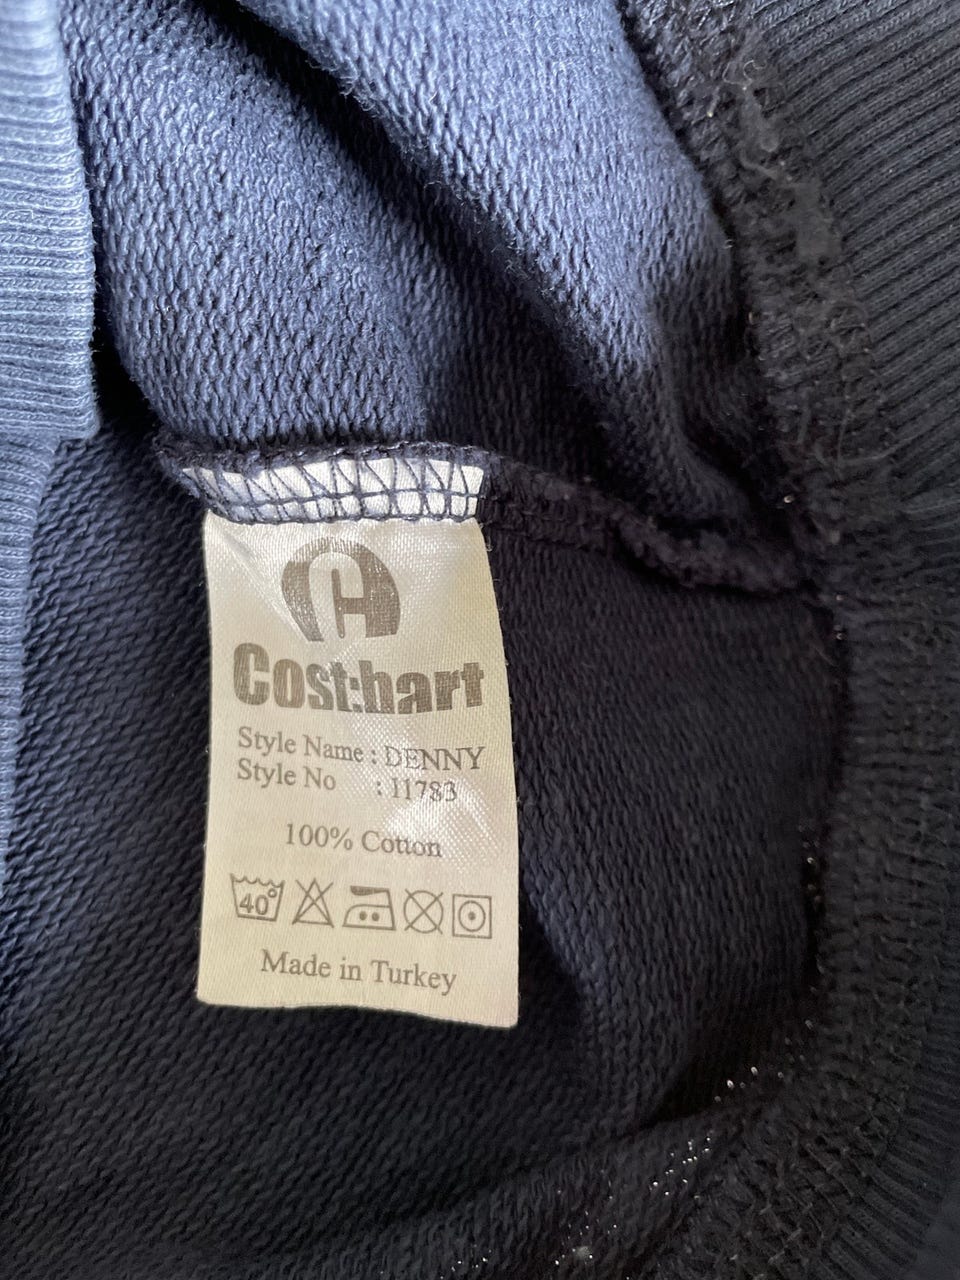 Cost:bart
Style Name : DENNY
Style No : 11783
100% Cotton
40°
Made in Turkey